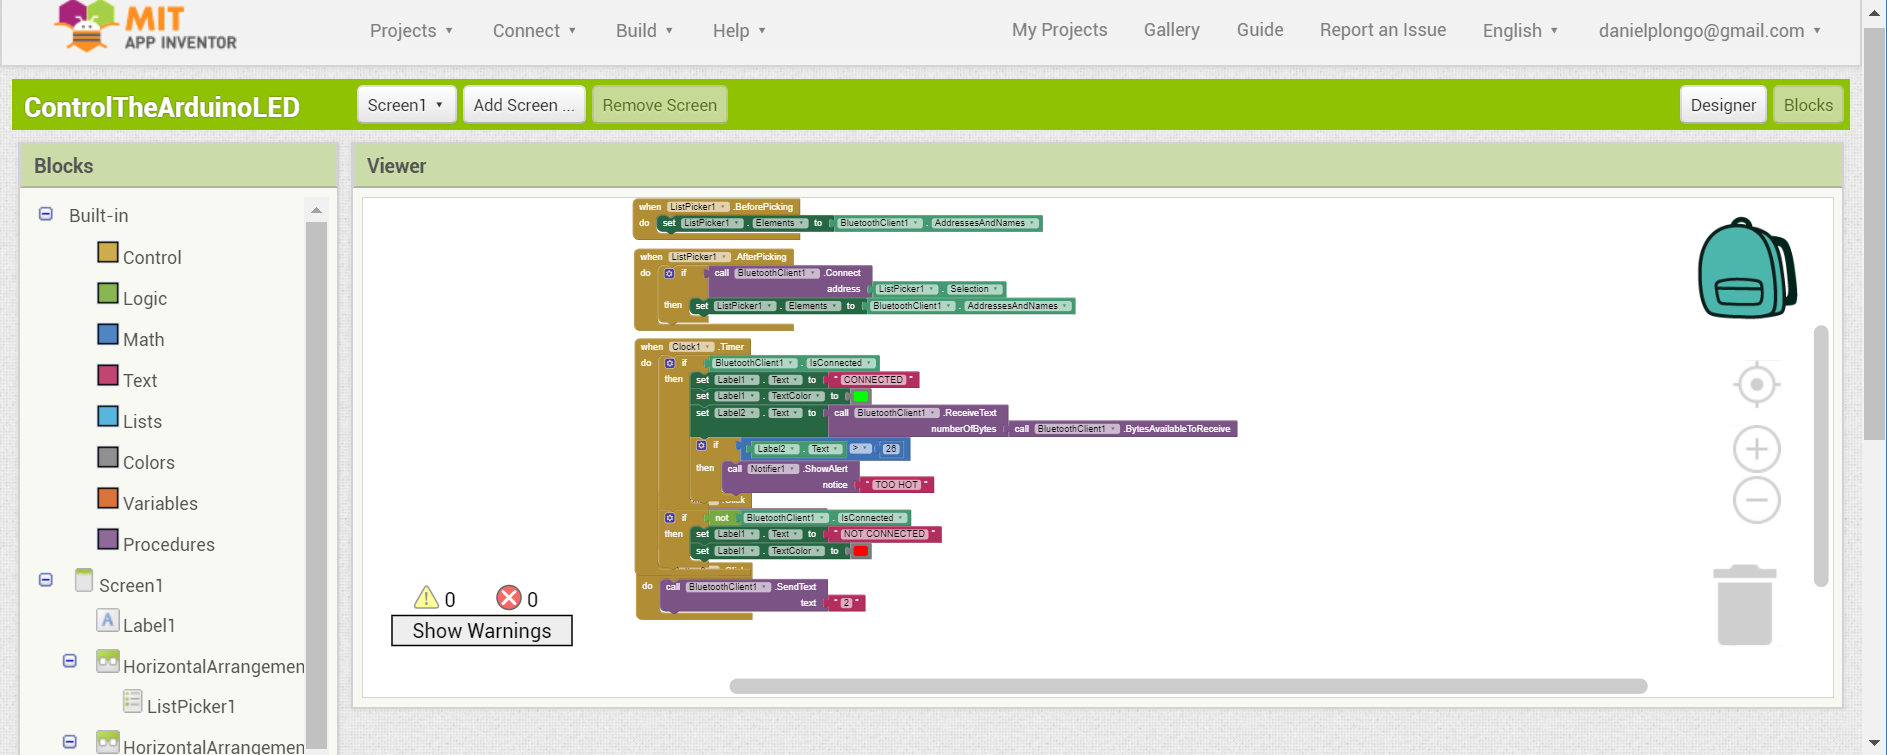 MIT
APP INVENTOR
Projects Connect Build Help My Projects Gallery Guide Report an Issue English danielplongo@gmail.com
ControlTheArduinoLED Screen1 Add Screen ... Remove Screen Designer Blocks
Blocks
Built-in
Control
Logic
Math
Text
Lists
Colors
Variables
Procedures
Screen1
Label1
HorizontalArrangemen
ListPicker1
HorizontalArrangemen
Viewer
when ListPicker1 .BeforePicking
do set ListPicker1 . Elements to BluetoothClient1 . AddressesAndNames
when ListPicker1 .AfterPicking
do if call BluetoothClient1 .Connect
address ListPicker1 . Selection
then set ListPicker1 . Elements to BluetoothClient1 . AddressesAndNames
when Clock1 .Timer
do if BluetoothClient1 . IsConnected
then set Label1 . Text to " CONNECTED "
set Label1 . TextColor to
set Label2 . Text to call BluetoothClient1 .ReceiveText
numberOfBytes call BluetoothClient1 .BytesAvailableToReceive
if Label2 . Text > 26
then call Notifier1 .ShowAlert
notice " TOO HOT "
if not BluetoothClient1 . IsConnected
then set Label1 . Text to " NOT CONNECTED "
set Label1 . TextColor to
do call BluetoothClient1 .SendText
text " 2 "
0 0
Show Warnings